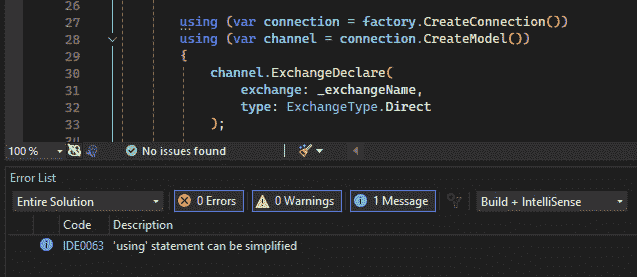 26
27 using (var connection = factory.CreateConnection())
28 using (var channel = connection.CreateModel())
29 {
30 channel.ExchangeDeclare(
31 exchange: _exchangeName,
32 type: ExchangeType.Direct
33 );
100 %
No issues found
Error List
Entire Solution
0 Errors
0 Warnings
1 Message
Build + IntelliSense
Code Description
IDE0063 'using' statement can be simplified